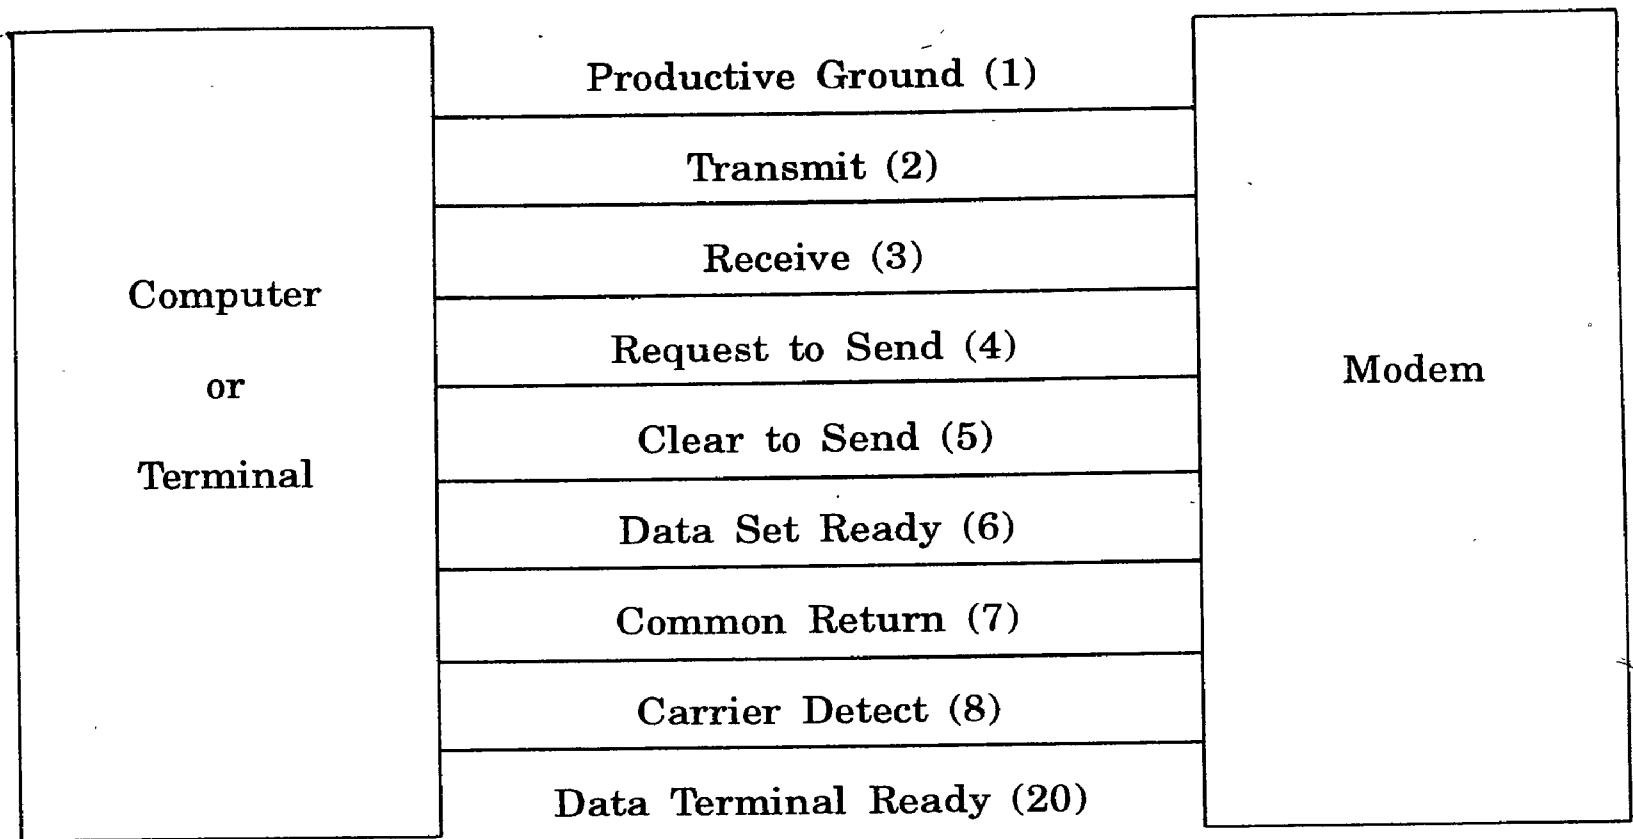 Productive Ground (1)
Transmit (2)
Receive (3)
Request to Send (4)
Clear to Send (5)
Data Set Ready (6)
Common Return (7)
Carrier Detect (8)
Data Terminal Ready (20)
Computer
or
Terminal
Modem